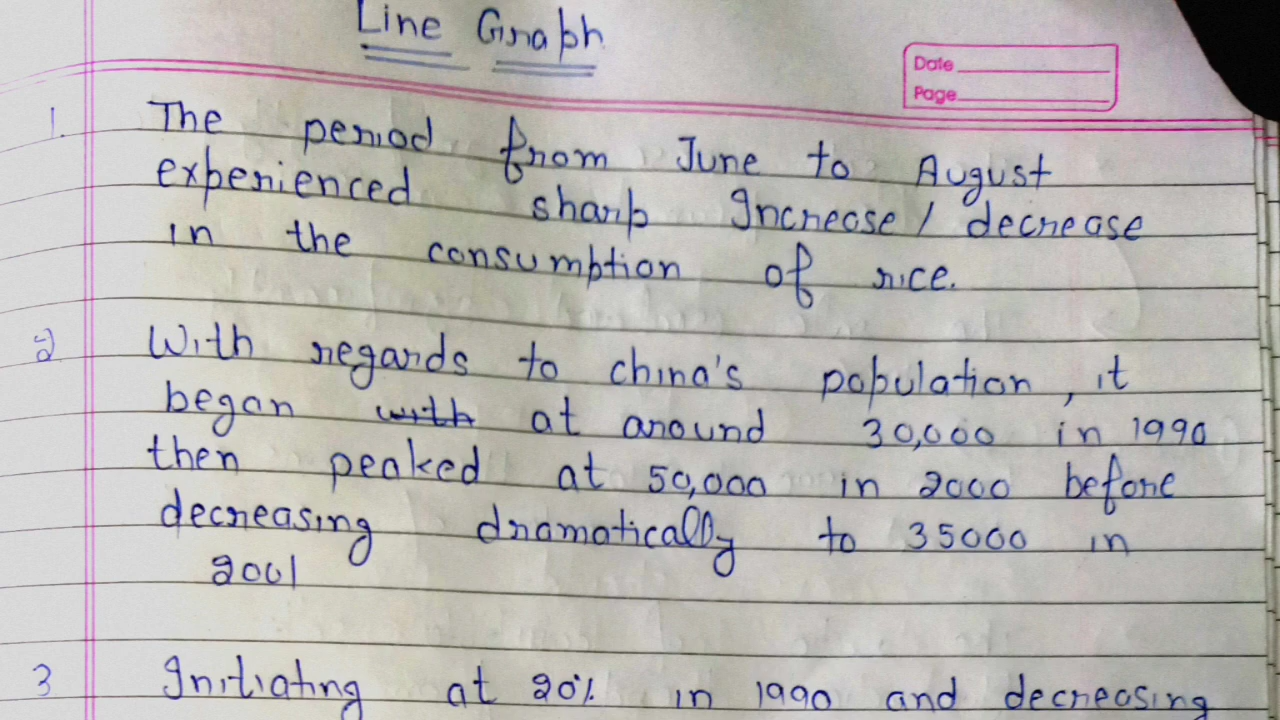 Line Graph
Date
Page
1. The period from June to August
experienced sharp Increase / decrease
in the consumption of rice.
2 With regards to china's population, it
began with at around 30,000 in 1990
then peaked at 50,000 in 2000 before
decreasing dramatically to 35000 in
2001
3 Initiating at 20% in 1990 and decreasing